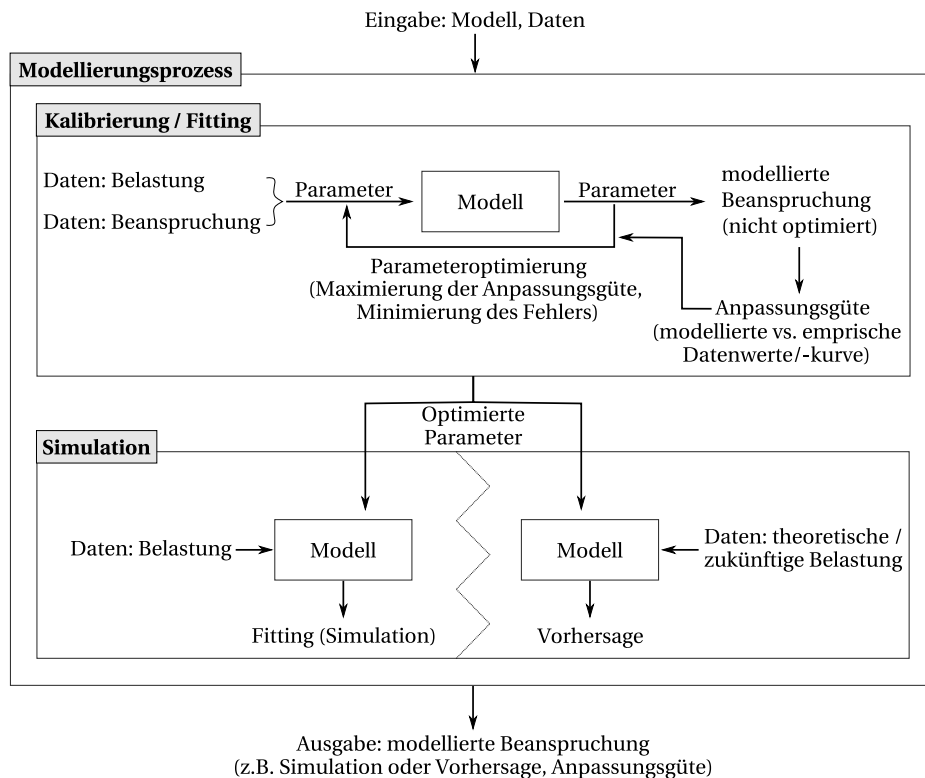 Eingabe: Modell, Daten
Modellierungsprozess
Kalibrierung / Fitting
Daten: Belastung
Daten: Beanspruchung
Parameter
Modell
Parameter
modellierte
Beanspruchung
(nicht optimiert)
Parameteroptimierung
(Maximierung der Anpassungsgüte,
Minimierung des Fehlers)
Anpassungsgüte
(modellierte vs. emprische
Datenwerte/-kurve)
Optimierte
Parameter
Simulation
Daten: Belastung
Modell
Fitting (Simulation)
Modell
Daten: theoretische /
zukünftige Belastung
Vorhersage
Ausgabe: modellierte Beanspruchung
(z.B. Simulation oder Vorhersage, Anpassungsgüte)